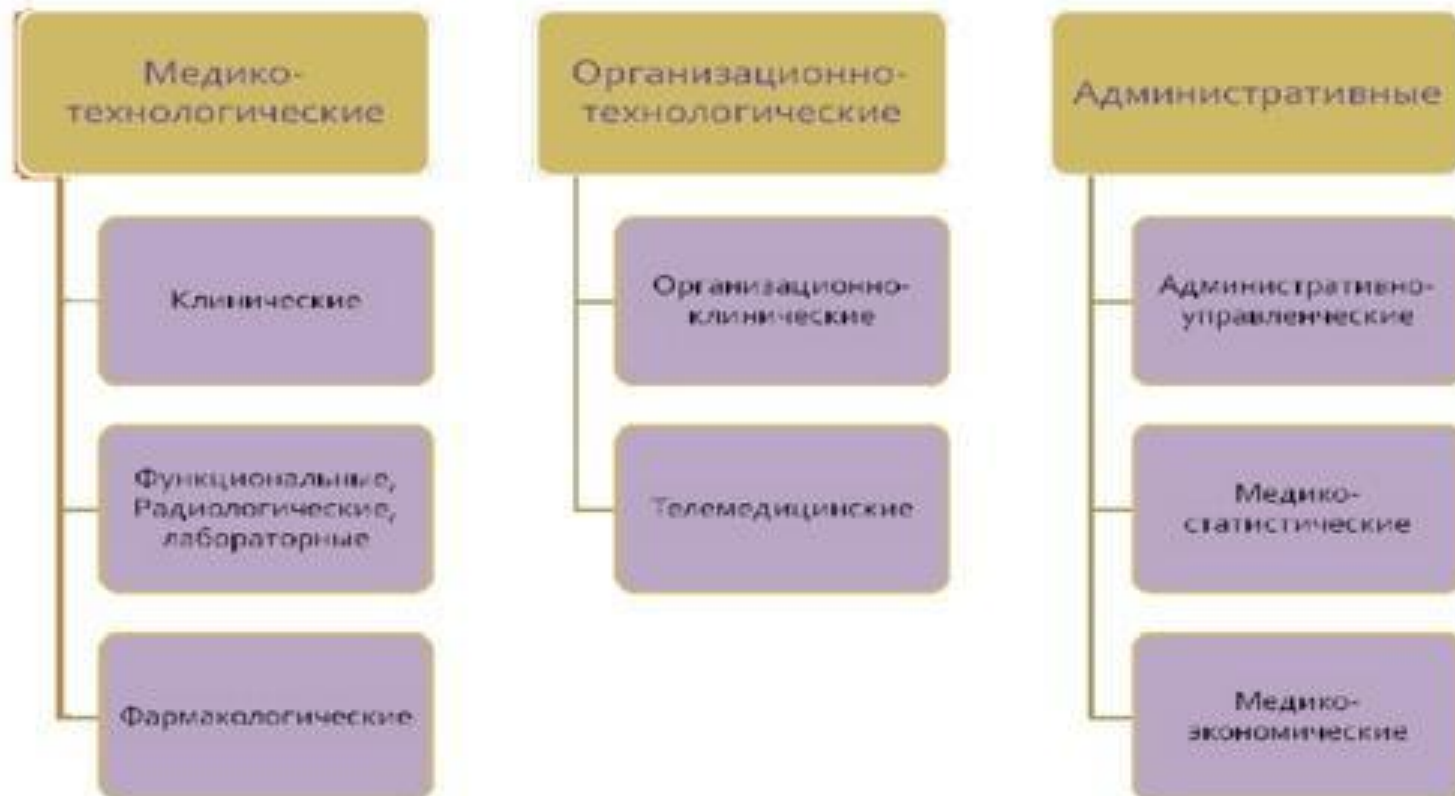 Медико-
технологические
Клинические
Функциональные,
Радиологические,
лабораторные
Фармакологические
Организационно-
технологические
Организационно-
клинические
Телемедицинские
Административные
Административно-
управленческие
Медико-
статистические
Медико-
экономические